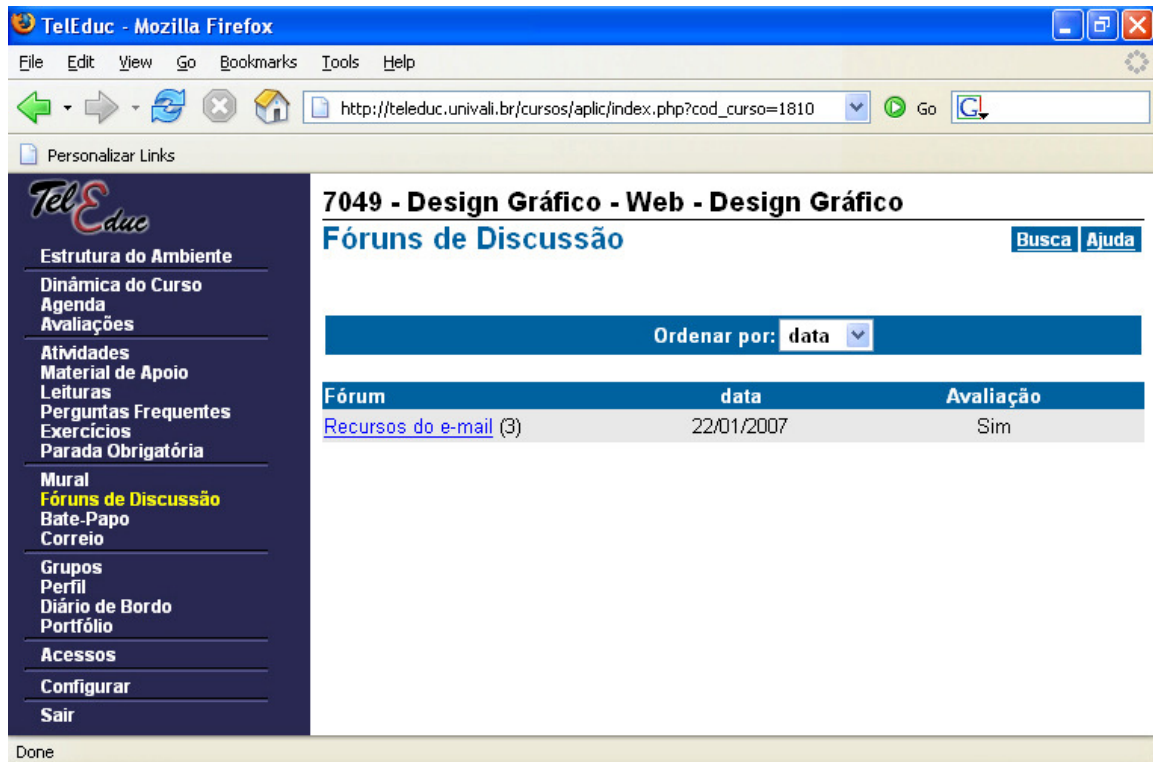 TelEduc - Mozilla Firefox
File Edit View Go Bookmarks Tools Help
http://teleduc.univali.br/cursos/aplic/index.php?cod_curso=1810 Go G
Personalizar Links
TelEduc
Estrutura do Ambiente
Dinâmica do Curso
Agenda
Avaliações
Atividades
Material de Apoio
Leituras
Perguntas Frequentes
Exercícios
Parada Obrigatória
Mural
Fóruns de Discussão
Bate-Papo
Correio
Grupos
Perfil
Diário de Bordo
Portfólio
Acessos
Configurar
Sair
7049 - Design Gráfico - Web - Design Gráfico
Fóruns de Discussão Busca Ajuda
Ordenar por: data
Fórum data Avaliação
Recursos do e-mail (3) 22/01/2007 Sim
Done